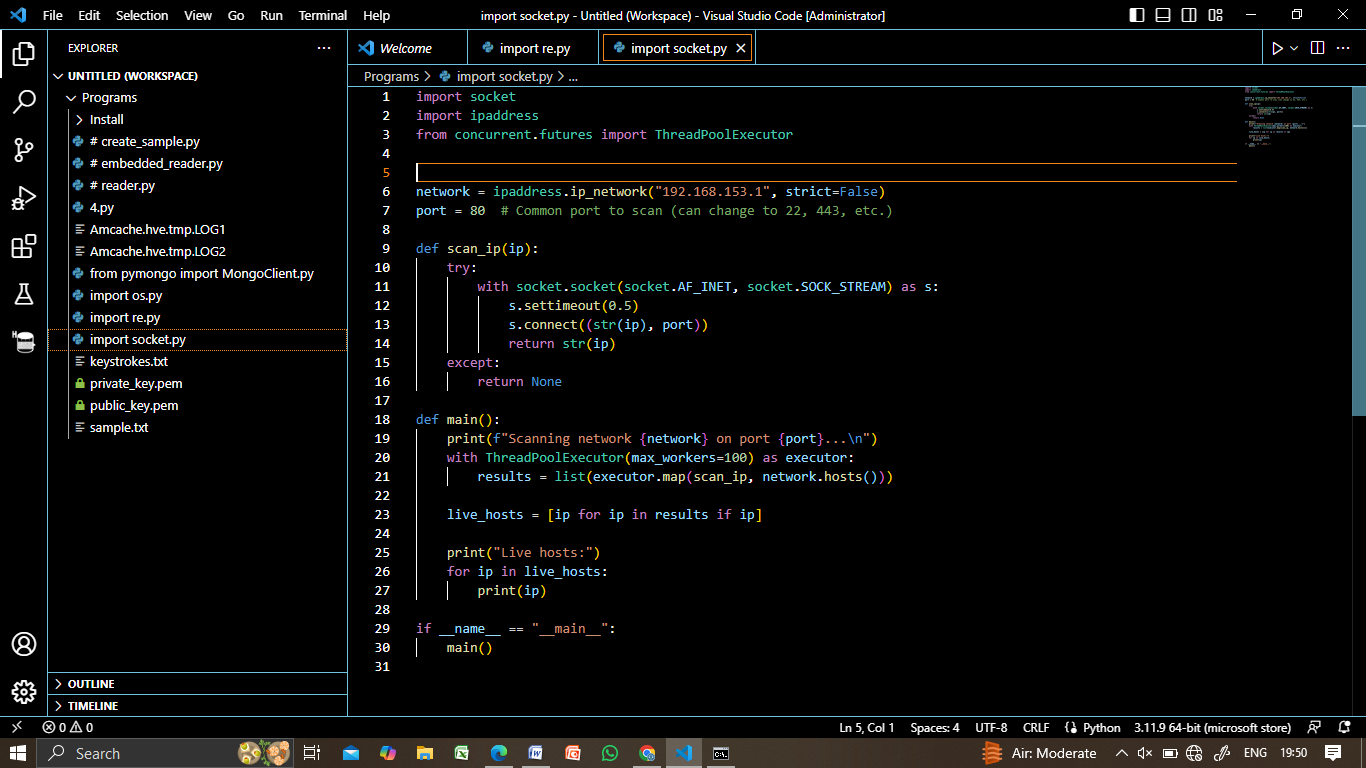 File Edit Selection View Go Run Terminal Help
import socket.py - Untitled (Workspace) - Visual Studio Code [Administrator]
EXPLORER ...
Welcome
import re.py
import socket.py
UNTITLED (WORKSPACE)
Programs
Install
# create_sample.py
# embedded_reader.py
# reader.py
4.py
Amcache.hve.tmp.LOG1
Amcache.hve.tmp.LOG2
from pymongo import MongoClient.py
import os.py
import re.py
import socket.py
keystrokes.txt
private_key.pem
public_key.pem
sample.txt
OUTLINE
TIMELINE
Programs > import socket.py > ...
1 import socket
2 import ipaddress
3 from concurrent.futures import ThreadPoolExecutor
4
5
6 network = ipaddress.ip_network("192.168.153.1", strict=False)
7 port = 80  # Common port to scan (can change to 22, 443, etc.)
8
9 def scan_ip(ip):
10     try:
11         with socket.socket(socket.AF_INET, socket.SOCK_STREAM) as s:
12             s.settimeout(0.5)
13             s.connect((str(ip), port))
14             return str(ip)
15     except:
16         return None
17
18 def main():
19     print(f"Scanning network {network} on port {port}...\n")
20     with ThreadPoolExecutor(max_workers=100) as executor:
21         results = list(executor.map(scan_ip, network.hosts()))
22
23     live_hosts = [ip for ip in results if ip]
24
25     print("Live hosts:")
26     for ip in live_hosts:
27         print(ip)
28
29 if __name__ == "__main__":
30     main()
31
0 0
Ln 5, Col 1 Spaces: 4 UTF-8 CRLF Python 3.11.9 64-bit (microsoft store)
Search
Air: Moderate
ENG 19:50